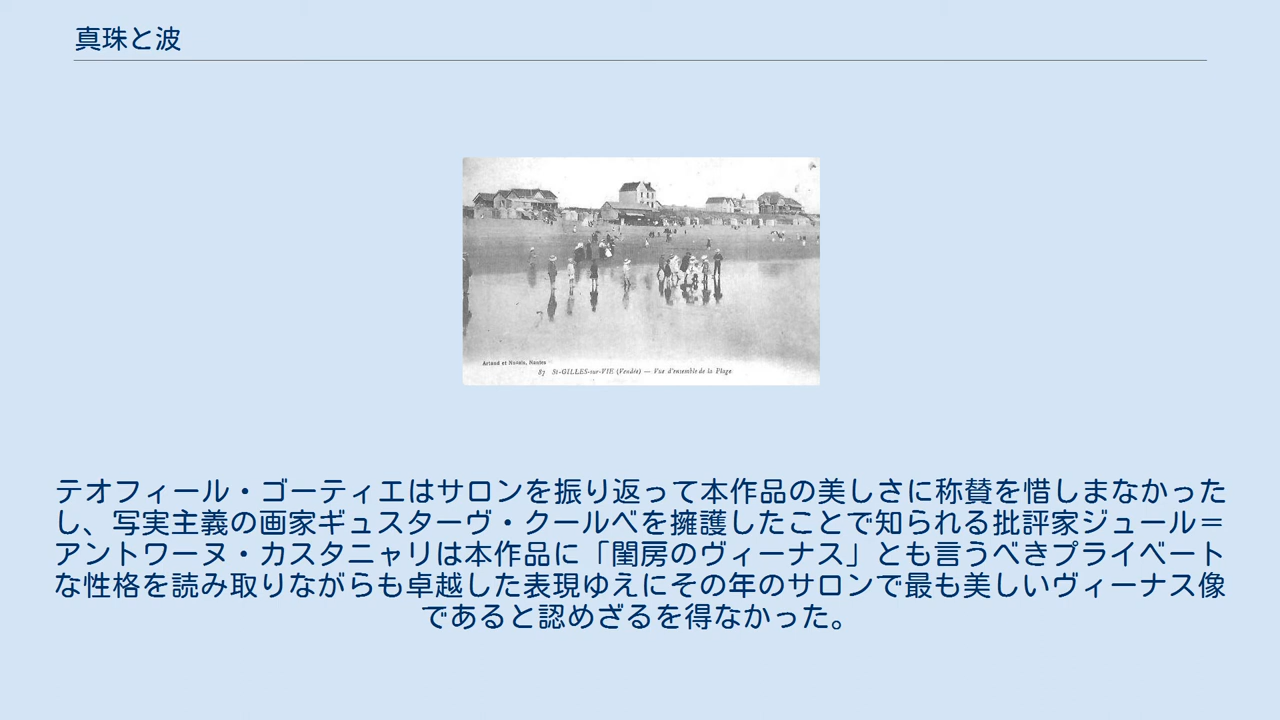 真珠と波
Artaud et Nozais, Nantes
87 St-GILLES-sur-VIE (Vendée) — Vue d'ensemble de la Plage
テオフィール・ゴーティエはサロンを振り返って本作品の美しさに称賛を惜しまなかった
し、写実主義の画家ギュスターヴ・クールベを擁護したことで知られる批評家ジュール＝
アントワーヌ・カスタニャリは本作品に「閨房のヴィーナス」とも言うべきプライベート
な性格を読み取りながらも卓越した表現ゆえにその年のサロンで最も美しいヴィーナス像
であると認めざるを得なかった。